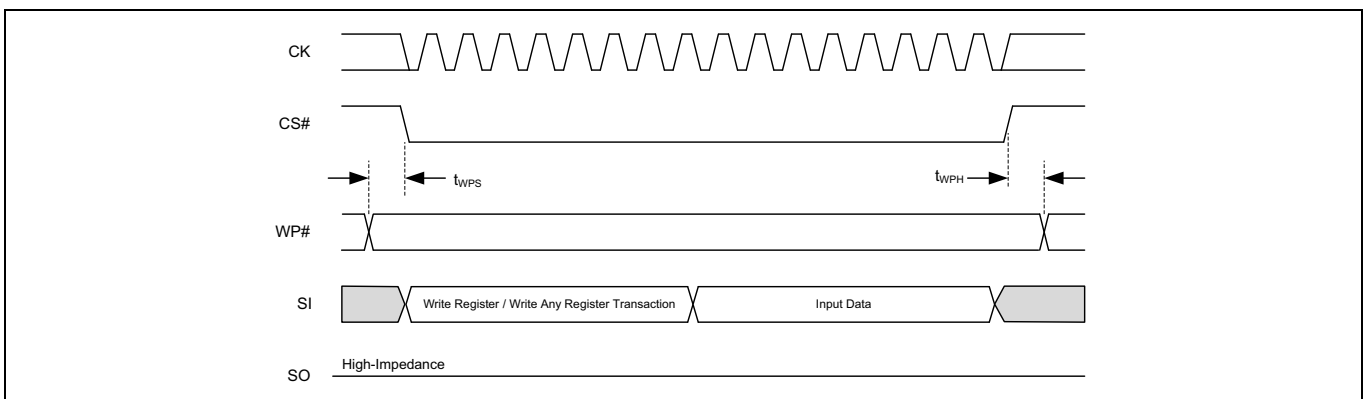 CK
CS#
tWPS
tWPH
WP#
SI
Write Register / Write Any Register Transaction
Input Data
High-Impedance
SO